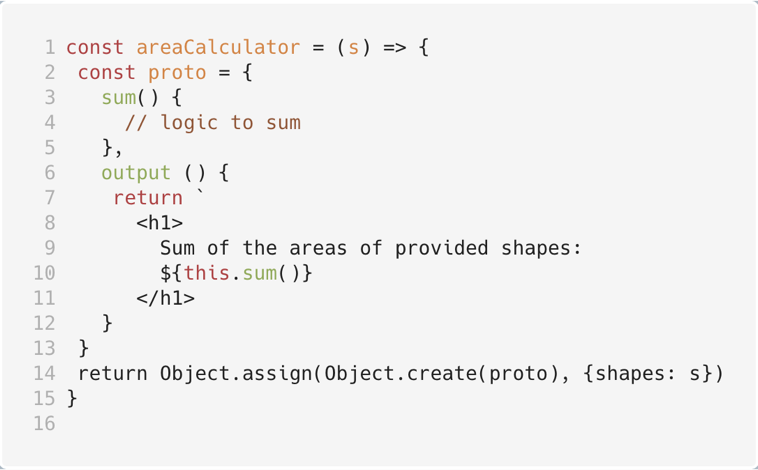 1 const areaCalculator = (s) => {
2 const proto = {
3 sum() {
4 // logic to sum
5 },
6 output () {
7 return `
8 <h1>
9 Sum of the areas of provided shapes:
10 ${this.sum()}
11 </h1>
12 }
13 }
14 return Object.assign(Object.create(proto), {shapes: s})
15 }
16